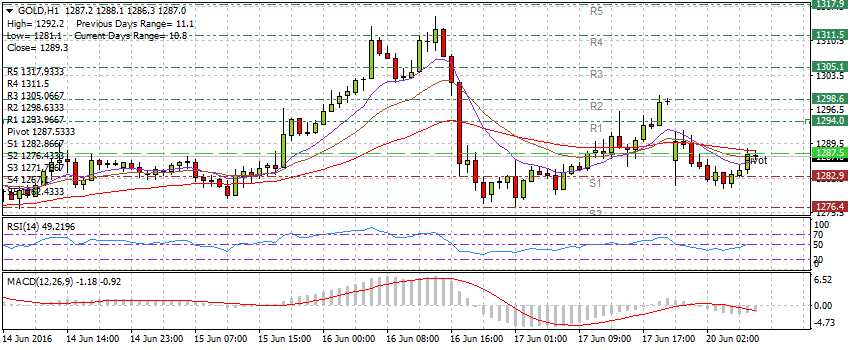 GOLD,H1 1287.2 1288.1 1286.3 1287.0
High= 1292.2 Previous Days Range= 11.1
Low= 1281.1 Current Days Range= 10.8
Close= 1289.3
R5 1317.9333
R4 1311.5
R3 1305.0667
R2 1298.6333
R1 1293.9667
Pivot 1287.5333
S1 1282.8667
S2 1276.4333
R5
R4
R3
R2
R1
Pivot
S1
S2
1317.9
1311.5
1310.5
1305.1
1303.5
1298.6
1296.5
1294.0
1289.5
1287.5
1282.9
1276.4
1275.5
RSI(14) 49.2196
100
70
50
20
0
MACD(12,26,9) -1.18 -0.92
6.52
0.00
-4.73
14 Jun 2016 14 Jun 14:00 14 Jun 23:00 15 Jun 07:00 15 Jun 15:00 16 Jun 00:00 16 Jun 08:00 16 Jun 16:00 17 Jun 01:00 17 Jun 09:00 17 Jun 17:00 20 Jun 02:00